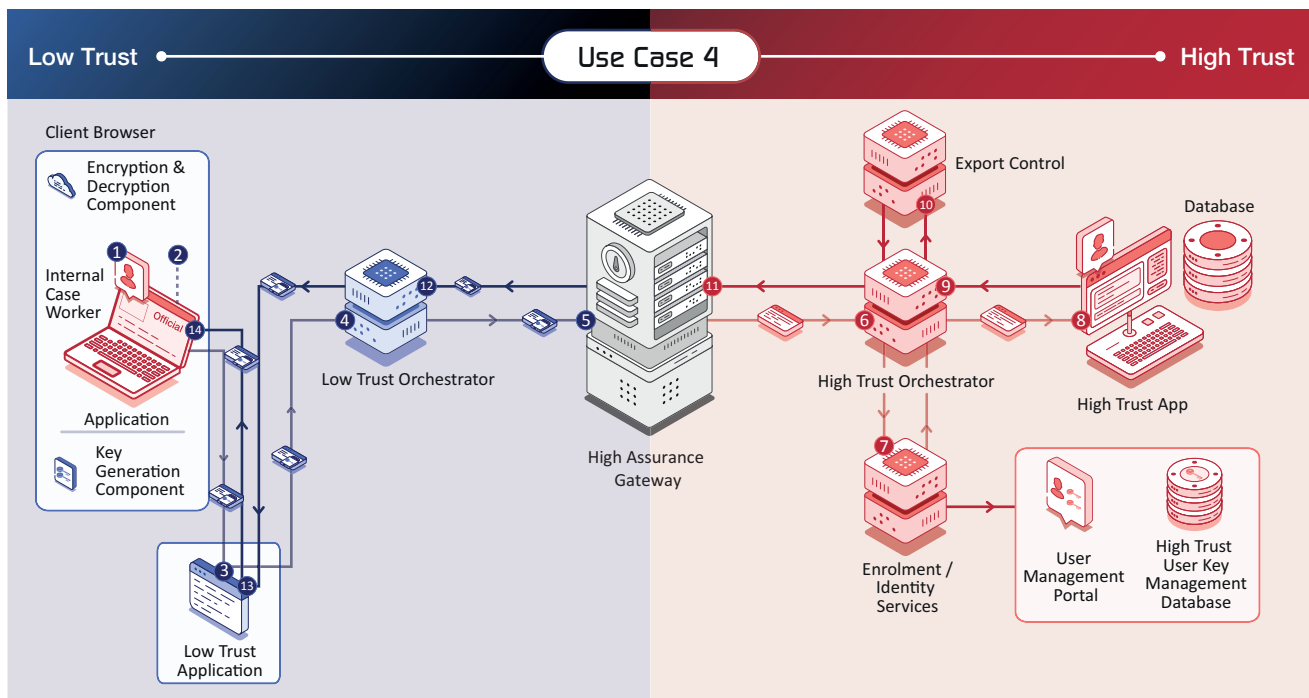 Low Trust
Use Case 4
High Trust
Client Browser
Encryption &
Decryption
Component
1
2
Internal
Case
Worker
Official
14
Application
Key
Generation
Component
3
13
Low Trust
Application
4
12
Low Trust Orchestrator
5
11
High Assurance
Gateway
Export Control
10
6
9
High Trust Orchestrator
7
Enrolment /
Identity
Services
Database
8
High Trust App
User
Management
Portal
High Trust
User Key
Management
Database